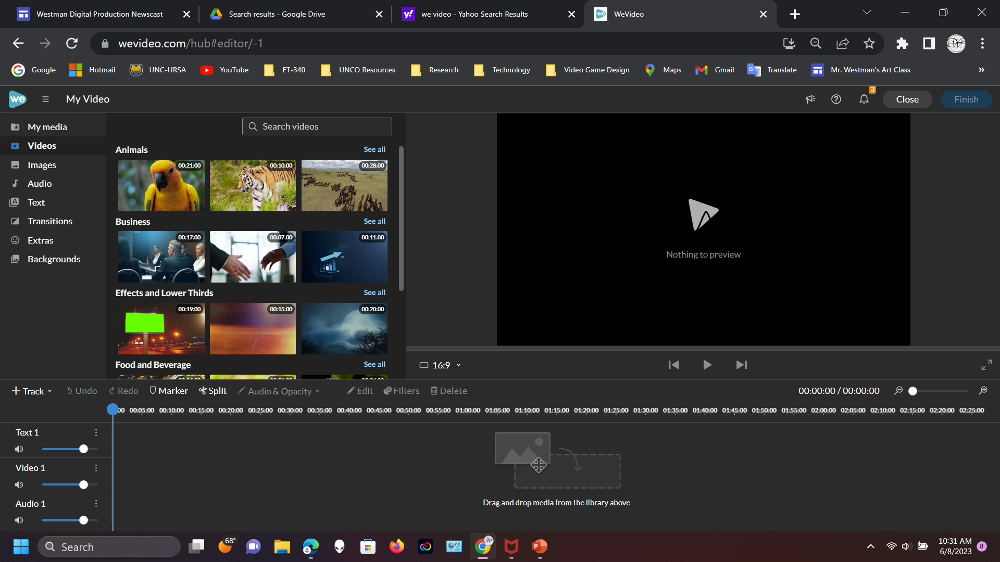 Westman Digital Production Newscast
Search results - Google Drive
y!
we video - Yahoo Search Results
we
WeVideo
wevideo.com/hub#editor/-1
Google
Hotmail
UNC-URSA
YouTube
ET-340
UNCO Resources
Research
Technology
Video Game Design
Maps
Gmail
Translate
Mr. Westman's Art Class
»
we
My Video
3
Close
Finish
My media
Videos
Images
Audio
Text
Transitions
Extras
Backgrounds
Search videos
Animals
See all
00:21:00
00:10:00
00:28:00
Business
See all
00:17:00
00:07:00
00:11:00
Effects and Lower Thirds
See all
00:19:00
00:15:00
00:20:00
Food and Beverage
See all
Nothing to preview
16:9
Track
Undo
Redo
Marker
Split
Audio & Opacity
Edit
Filters
Delete
00:00:00 / 00:00:00
00 00:05:00 00:10:00 00:15:00 00:20:00 00:25:00 00:30:00 00:35:00 00:40:00 00:45:00 00:50:00 00:55:00 01:00:00 01:05:00 01:10:00 01:15:00 01:20:00 01:25:00 01:30:00 01:35:00 01:40:00 01:45:00 01:50:00 01:55:00 02:00:00 02:05:00 02:10:00 02:15:00 02:20:00 02:25:00
Text 1
Video 1
Audio 1
Drag and drop media from the library above
Search
68°
10:31 AM
6/8/2023
8